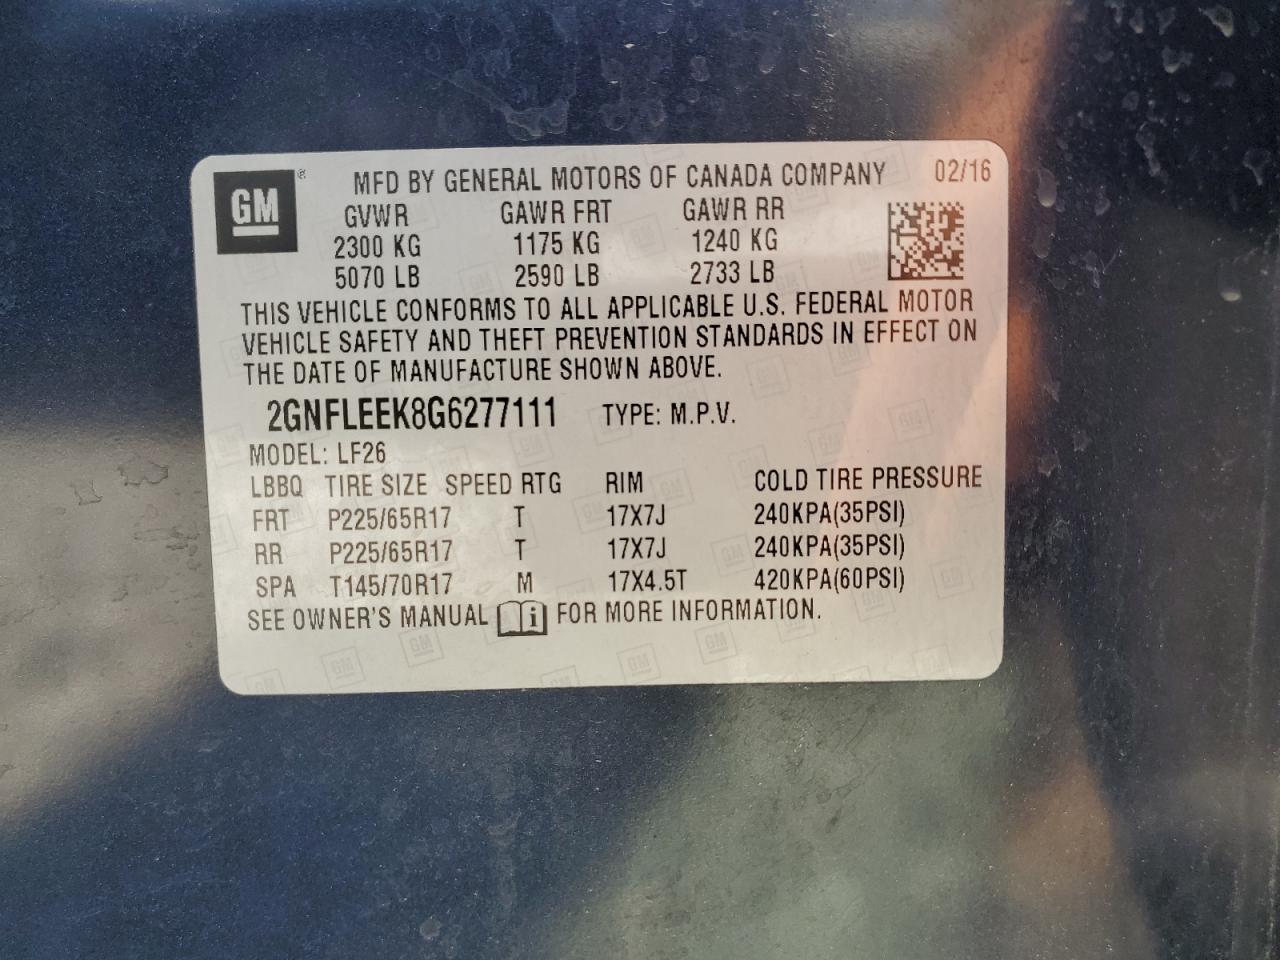 GM® MFD BY GENERAL MOTORS OF CANADA COMPANY 02/16
GVWR GAWR FRT GAWR RR
2300 KG 1175 KG 1240 KG
5070 LB 2590 LB 2733 LB
THIS VEHICLE CONFORMS TO ALL APPLICABLE U.S. FEDERAL MOTOR
VEHICLE SAFETY AND THEFT PREVENTION STANDARDS IN EFFECT ON
THE DATE OF MANUFACTURE SHOWN ABOVE.
2GNFLEEK8G6277111 TYPE: M.P.V.
MODEL: LF26
LBBQ TIRE SIZE SPEED RTG RIM COLD TIRE PRESSURE
FRT P225/65R17 T 17X7J 240KPA(35PSI)
RR P225/65R17 T 17X7J 240KPA(35PSI)
SPA T145/70R17 M 17X4.5T 420KPA(60PSI)
SEE OWNER'S MANUAL i FOR MORE INFORMATION.